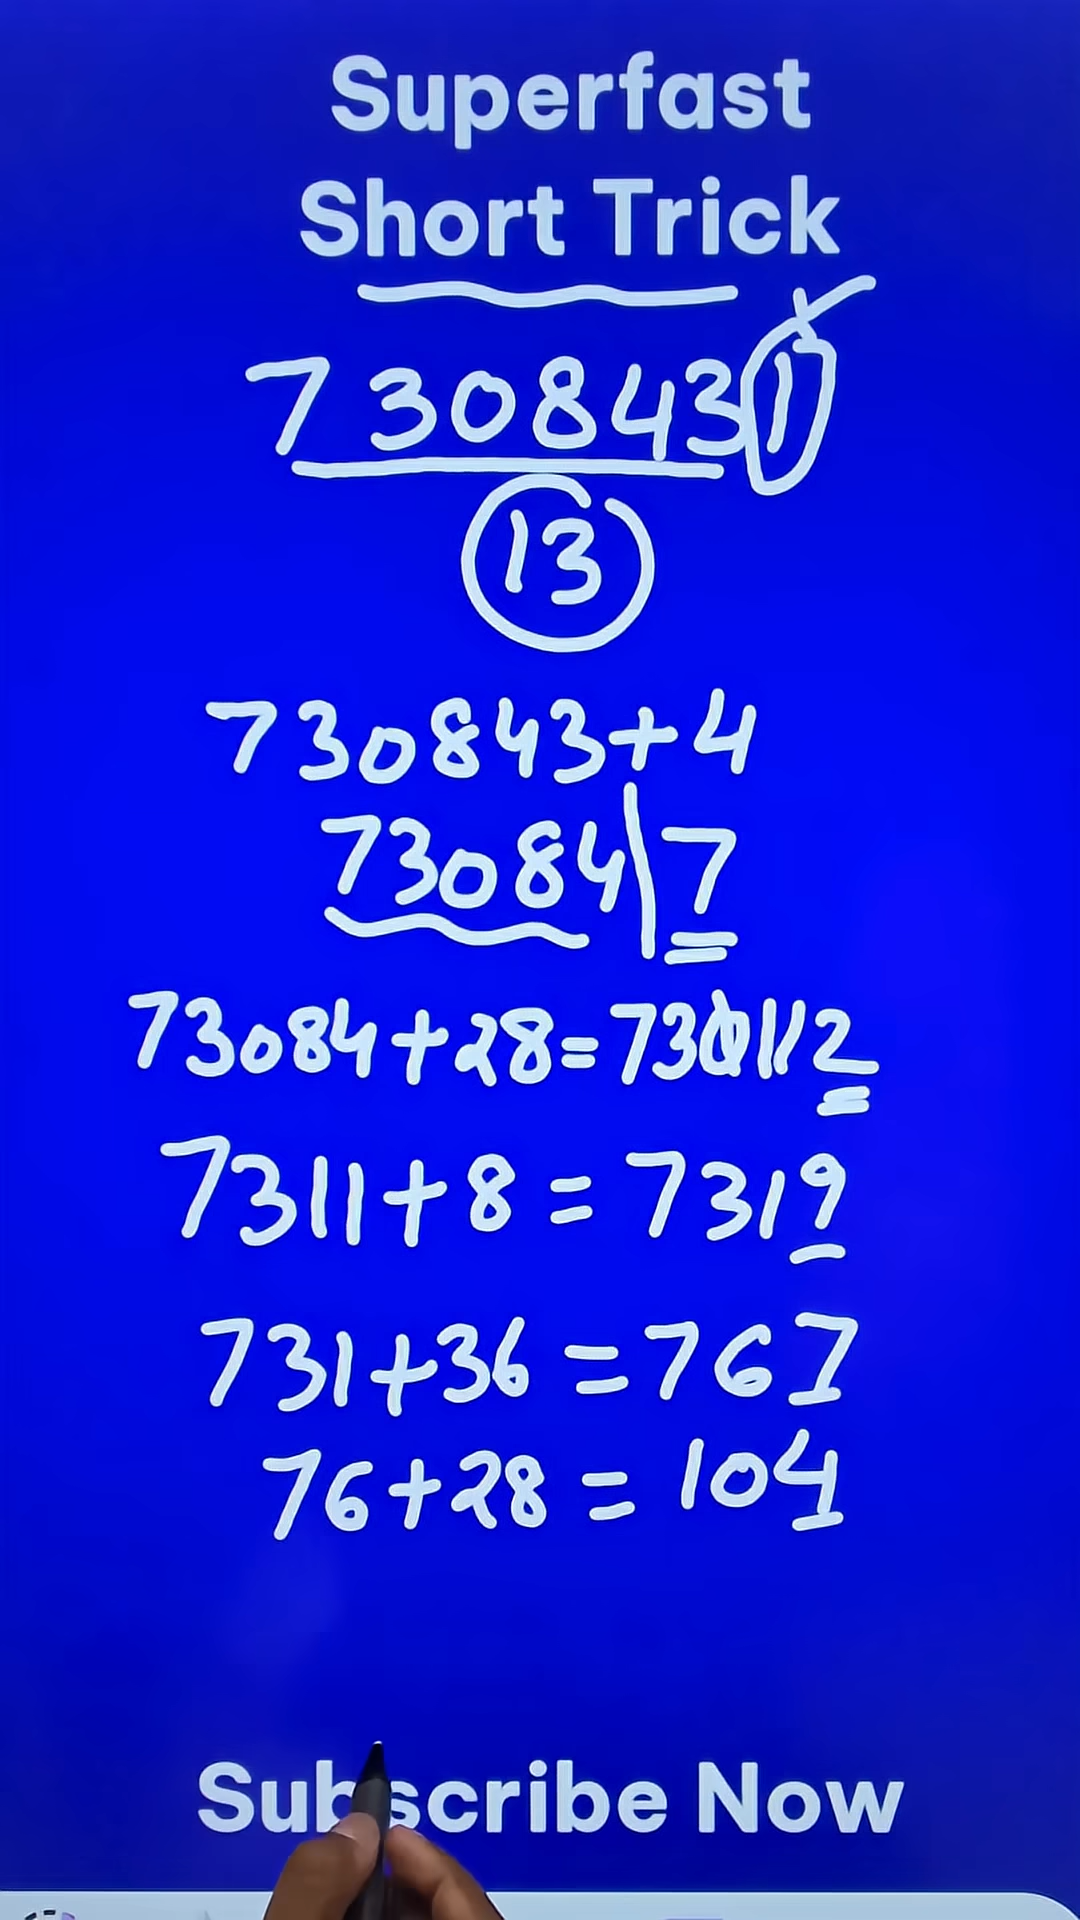 Superfast
Short Trick
7308431
13
730843+4
73084|7
73084+28=73112
7311+8=7319
731+36=767
76+28=104
Subscribe Now